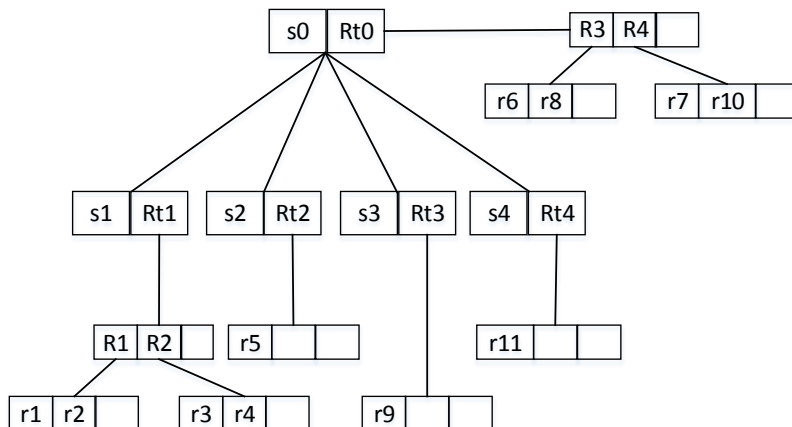 s0 Rt0 R3 R4
r6 r8 r7 r10
s1 Rt1 s2 Rt2 s3 Rt3 s4 Rt4
R1 R2 r5 r11
r1 r2 r3 r4 r9